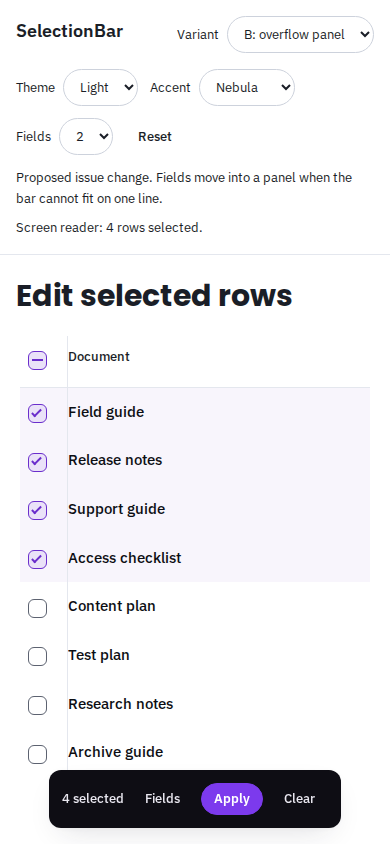 SelectionBar
Variant B: overflow panel
Theme Light Accent Nebula
Fields 2 Reset
Proposed issue change. Fields move into a panel when the
bar cannot fit on one line.
Screen reader: 4 rows selected.
Edit selected rows
Document
Field guide
Release notes
Support guide
Access checklist
Content plan
Test plan
Research notes
Archive guide
4 selected Fields Apply Clear